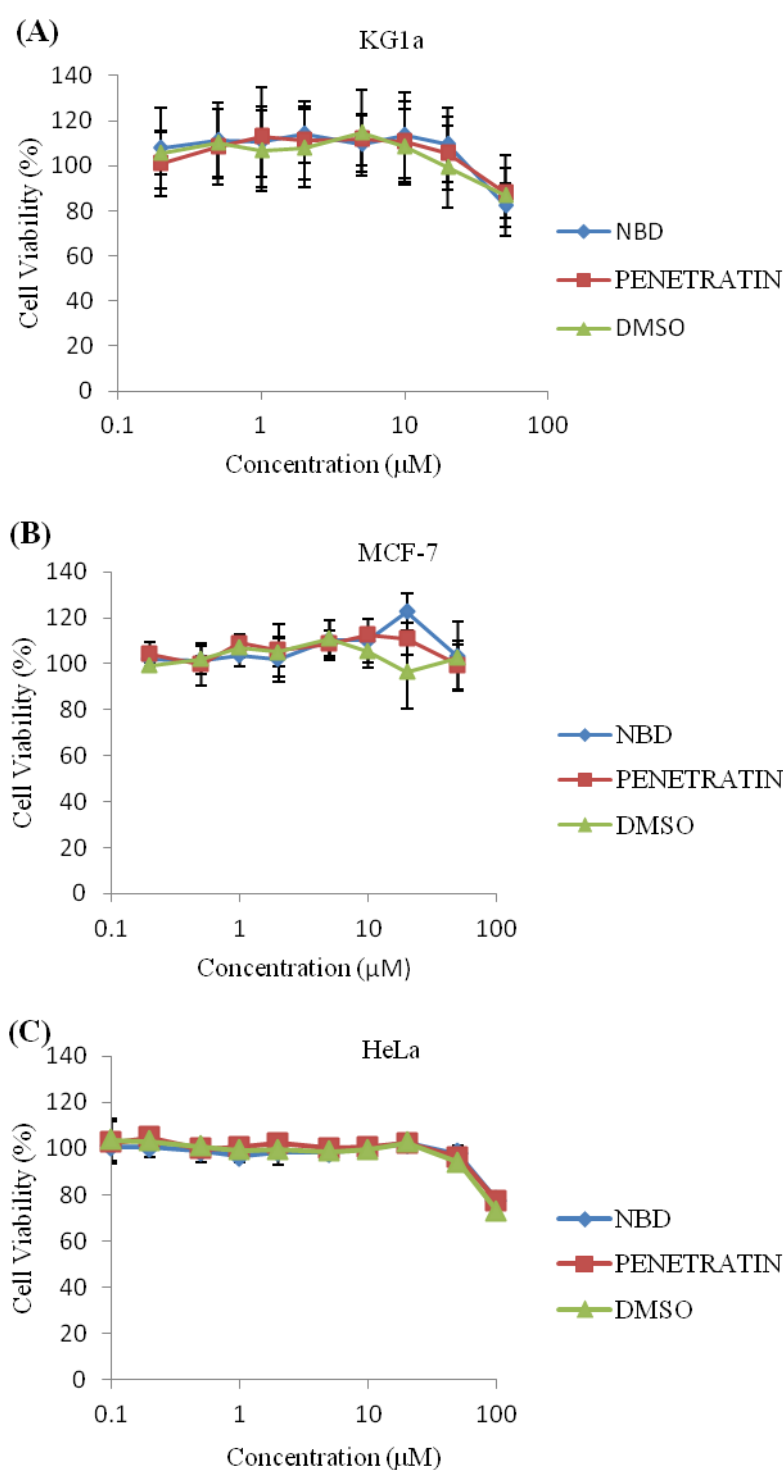 (A)
KG1a
140
120
100
80
60
40
20
0
Cell Viability (%)
0.1 1 10 100
Concentration (μM)
NBD
PENETRATIN
DMSO
(B)
MCF-7
140
120
100
80
60
40
20
0
Cell Viability (%)
0.1 1 10 100
Concentration (μM)
NBD
PENETRATIN
DMSO
(C)
HeLa
140
120
100
80
60
40
20
0
Cell Viability (%)
0.1 1 10 100
Concentration (μM)
NBD
PENETRATIN
DMSO